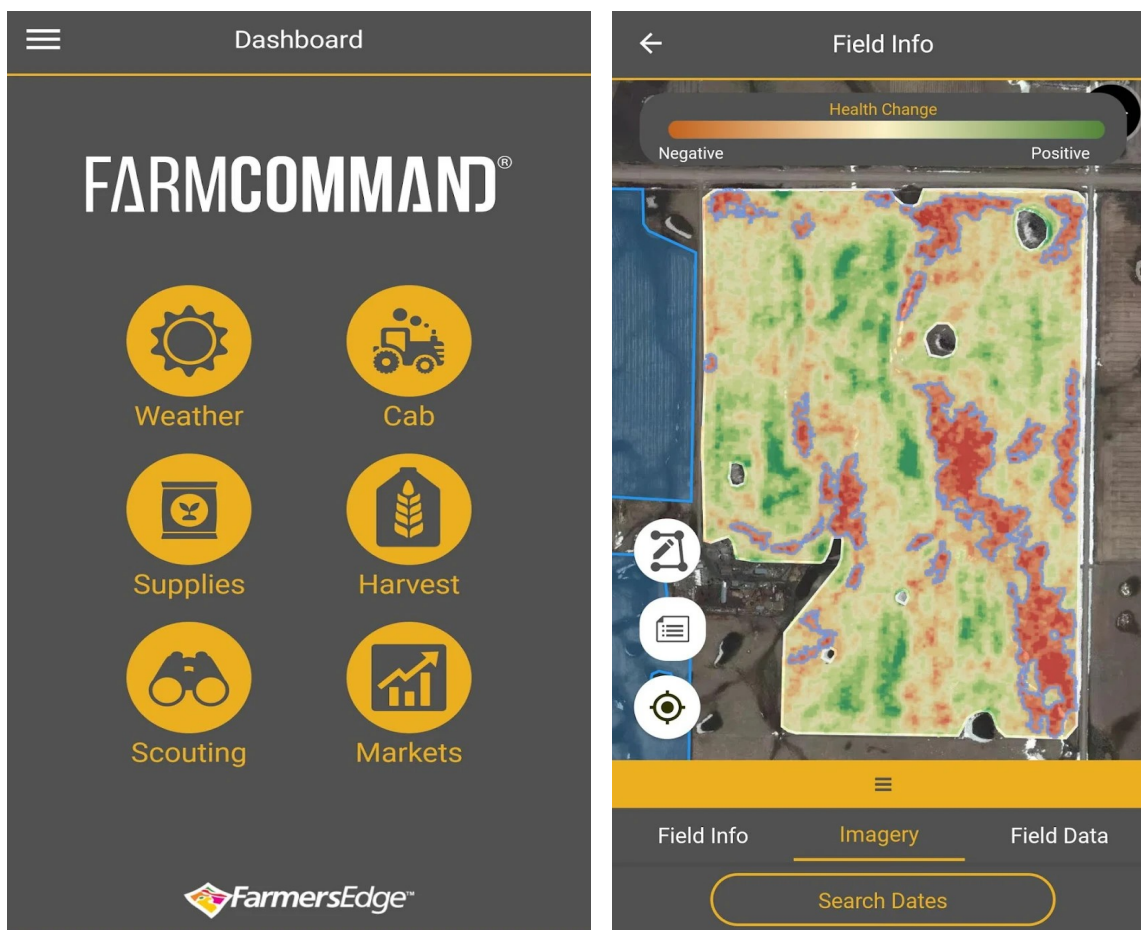 Dashboard
FARMCOMMAND®
Weather
Cab
Supplies
Harvest
Scouting
Markets
FarmersEdge™
Field Info
Health Change
Negative
Positive
Field Info
Imagery
Field Data
Search Dates